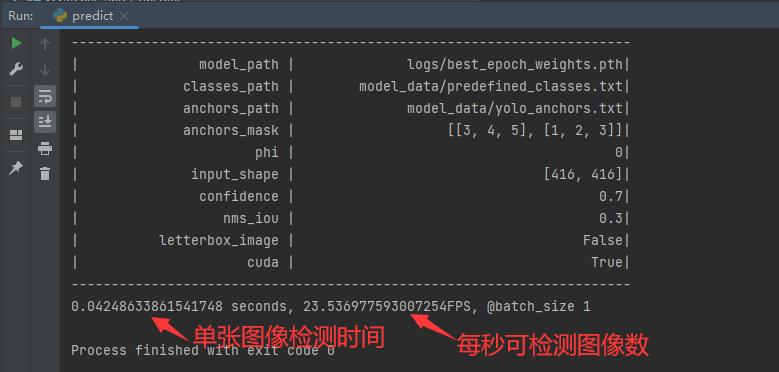 Run: predict
-----------------------------------------------------------------------
| model_path | logs/best_epoch_weights.pth|
| classes_path | model_data/predefined_classes.txt|
| anchors_path | model_data/yolo_anchors.txt|
| anchors_mask | [[3, 4, 5], [1, 2, 3]]|
| phi | 0|
| input_shape | [416, 416]|
| confidence | 0.7|
| nms_iou | 0.3|
| letterbox_image | False|
| cuda | True|
-----------------------------------------------------------------------
0.04248633861541748 seconds, 23.536977593007254FPS, @batch_size 1
单张图像检测时间
每秒可检测图像数
Process finished with exit code 0